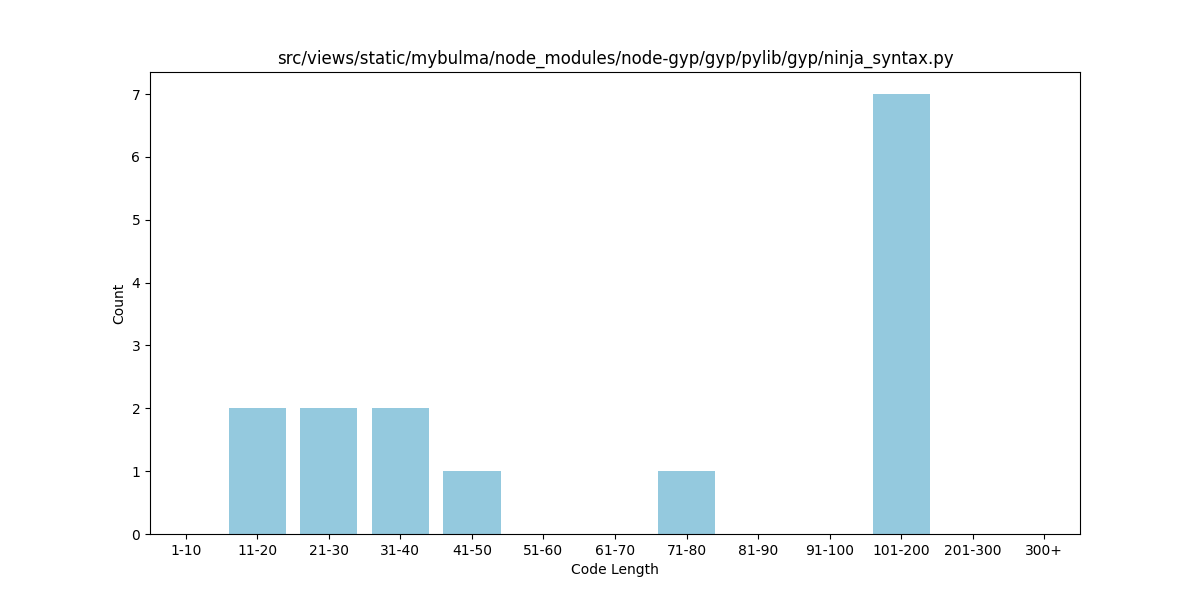 src/views/static/mybulma/node_modules/node-gyp/gyp/pylib/gyp/ninja_syntax.py
7
6
5
4
3
2
1
0
Count
1-10 11-20 21-30 31-40 41-50 51-60 61-70 71-80 81-90 91-100 101-200 201-300 300+
Code Length